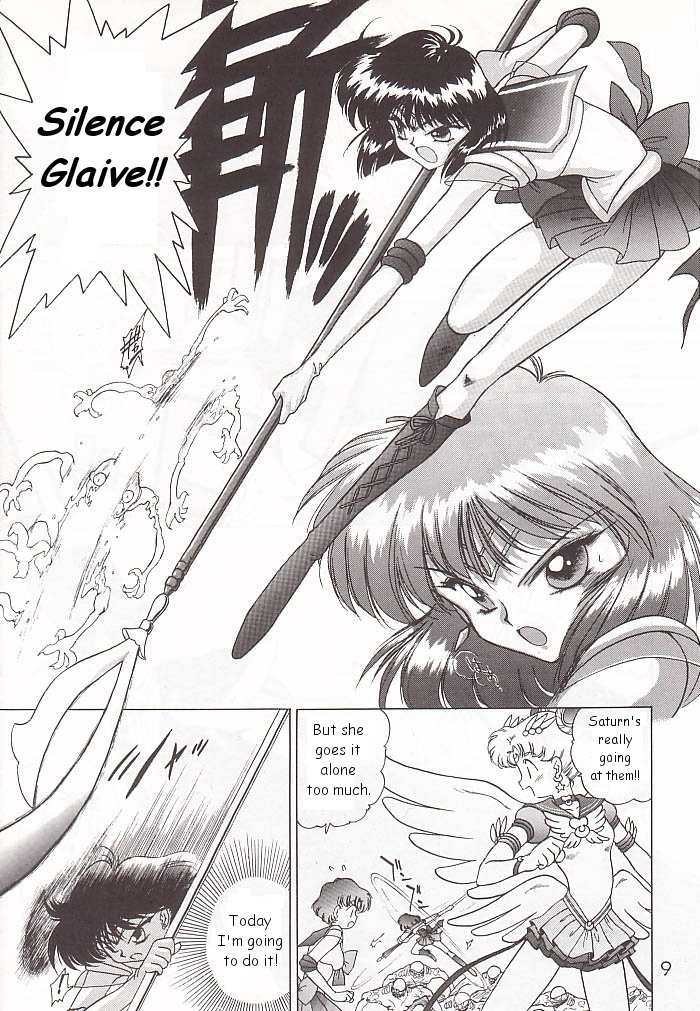 Silence
Glaive!!
斬
Saturn's
really
going
at them!!
But she
goes it
alone
too much.
Today
I'm going
to do it!
9